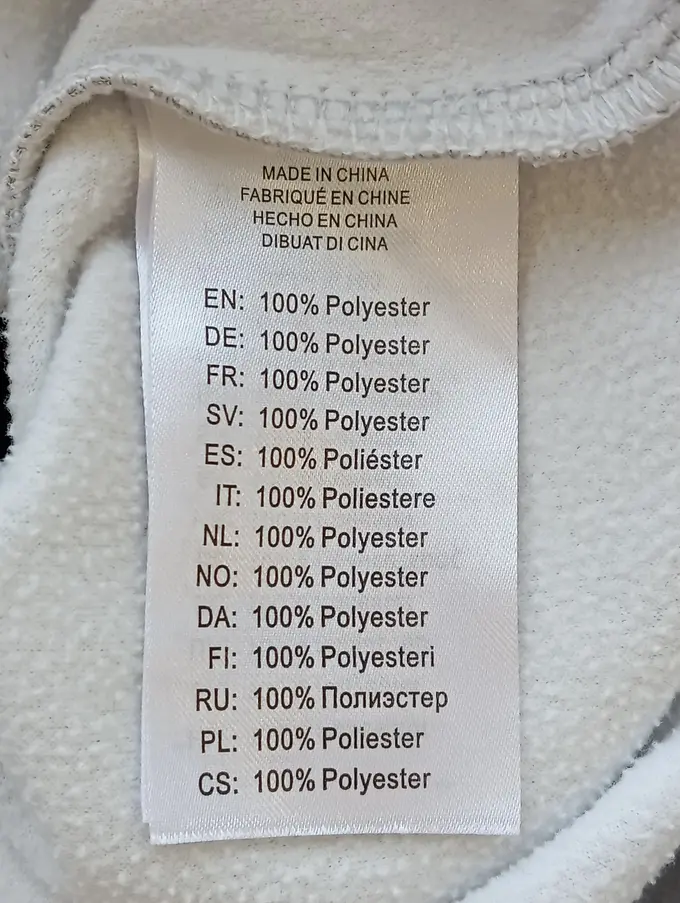 MADE IN CHINA
FABRIQUÉ EN CHINE
HECHO EN CHINA
DIBUAT DI CINA
EN: 100% Polyester
DE: 100% Polyester
FR: 100% Polyester
SV: 100% Polyester
ES: 100% Poliéster
IT: 100% Poliestere
NL: 100% Polyester
NO: 100% Polyester
DA: 100% Polyester
FI: 100% Polyesteri
RU: 100% Полиэстер
PL: 100% Poliester
CS: 100% Polyester